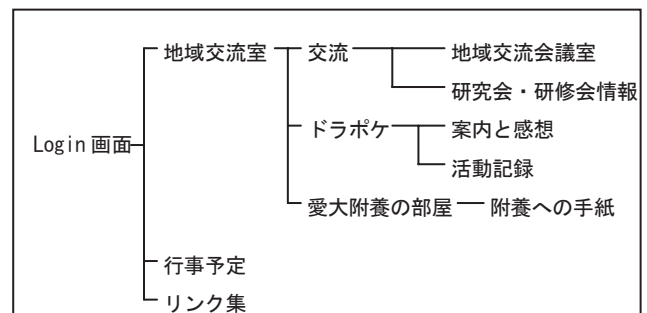 地域交流室 交流 地域交流会議室
研究会・研修会情報
ドラポケ 案内と感想
Login 画面
活動記録
愛大附養の部屋 附養への手紙
行事予定
リンク集